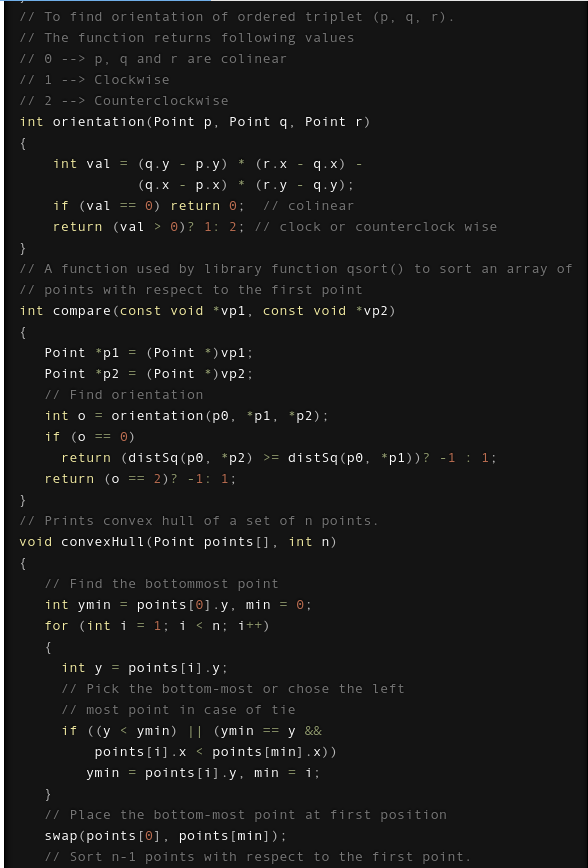 // To find orientation of ordered triplet (p, q, r).
// The function returns following values
// 0 --> p, q and r are colinear
// 1 --> Clockwise
// 2 --> Counterclockwise
int orientation(Point p, Point q, Point r)
{
    int val = (q.y - p.y) * (r.x - q.x) -
              (q.x - p.x) * (r.y - q.y);
    if (val == 0) return 0;  // colinear
    return (val > 0)? 1: 2; // clock or counterclock wise
}
// A function used by library function qsort() to sort an array of
// points with respect to the first point
int compare(const void *vp1, const void *vp2)
{
   Point *p1 = (Point *)vp1;
   Point *p2 = (Point *)vp2;
   // Find orientation
   int o = orientation(p0, *p1, *p2);
   if (o == 0)
     return (distSq(p0, *p2) >= distSq(p0, *p1))? -1 : 1;
   return (o == 2)? -1: 1;
}
// Prints convex hull of a set of n points.
void convexHull(Point points[], int n)
{
   // Find the bottommost point
   int ymin = points[0].y, min = 0;
   for (int i = 1; i < n; i++)
   {
     int y = points[i].y;
     // Pick the bottom-most or chose the left
     // most point in case of tie
     if ((y < ymin) || (ymin == y &&
         points[i].x < points[min].x))
        ymin = points[i].y, min = i;
   }
   // Place the bottom-most point at first position
   swap(points[0], points[min]);
   // Sort n-1 points with respect to the first point.